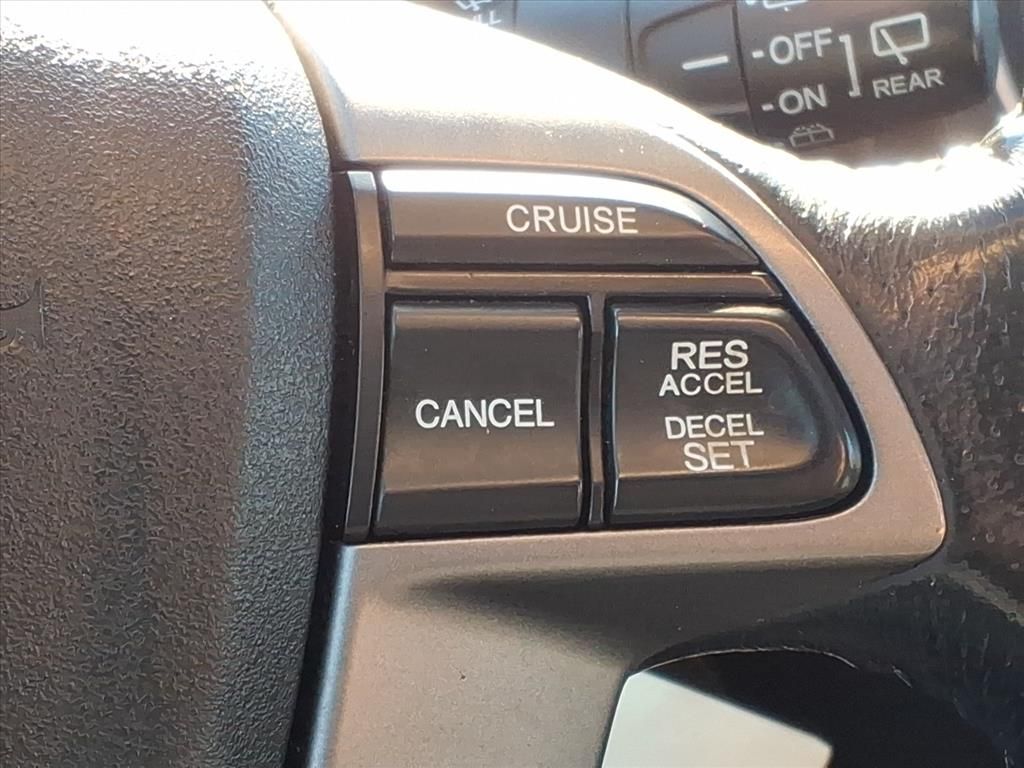 OFF
ON
REAR
CRUISE
CANCEL
RES
ACCEL
DECEL
SET